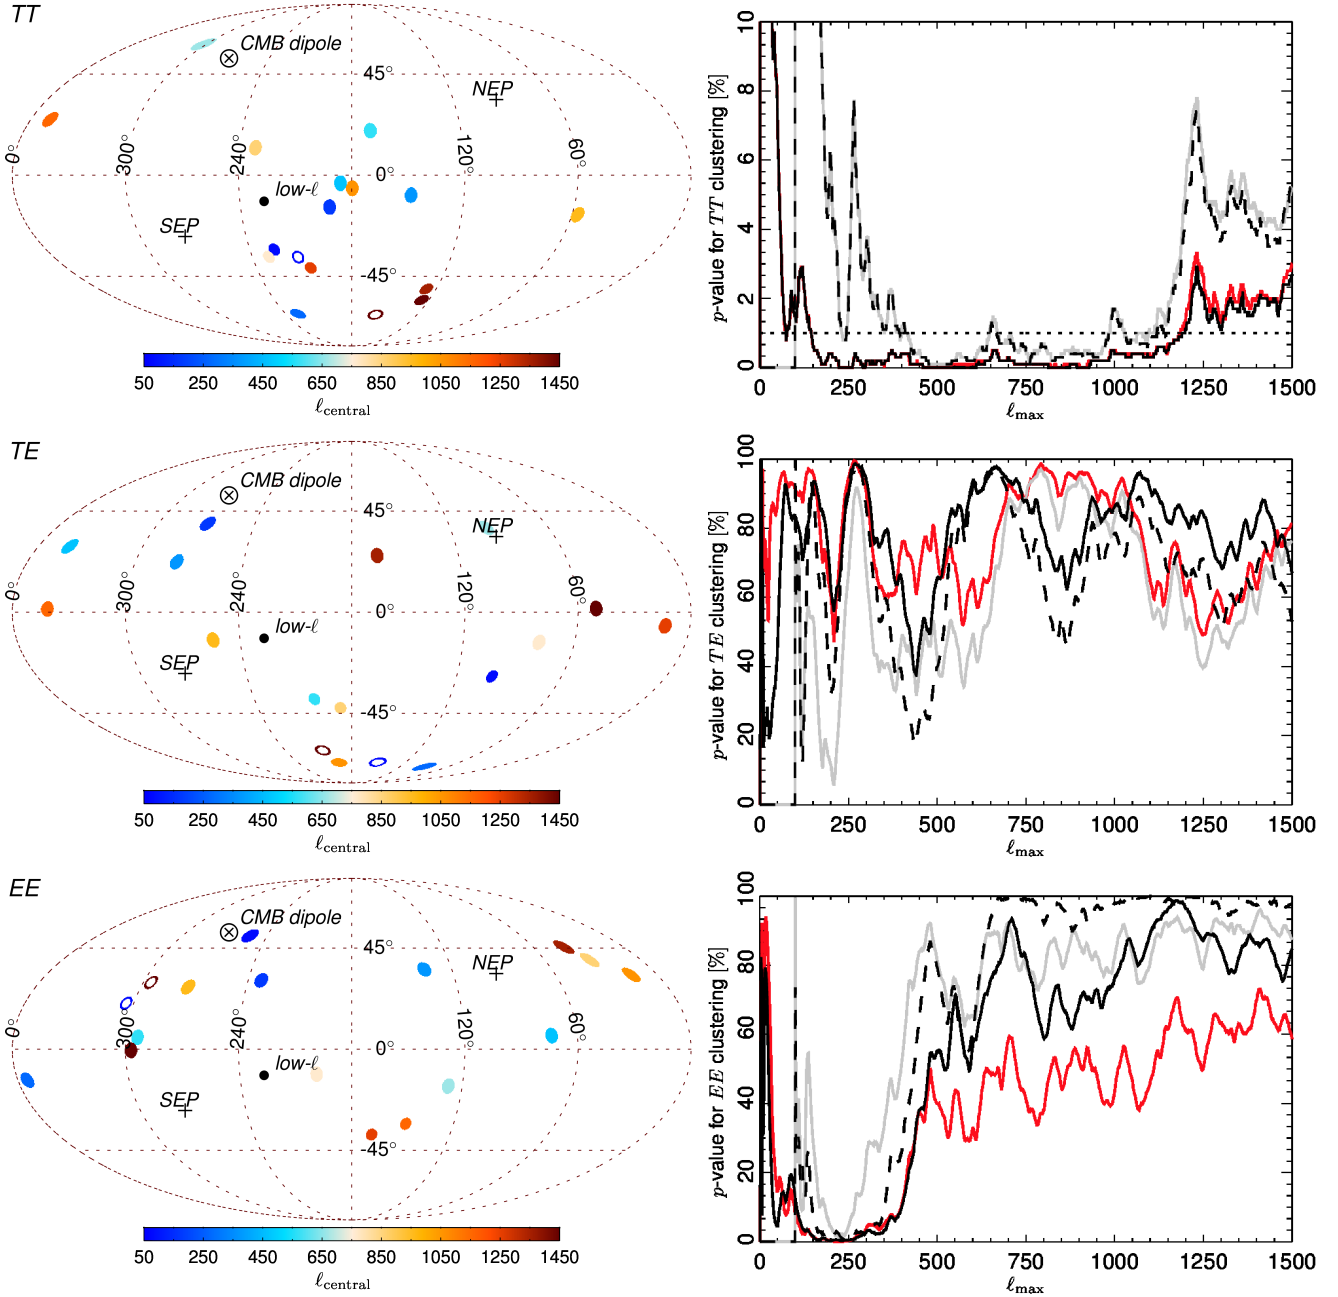 TT
CMB dipole
NEP
45°
0°
300°
240°
120°
60°
0°
low-ℓ
SEP
-45°
50 250 450 650 850 1050 1250 1450
ℓcentral
p-value for TT clustering [%]
10
8
6
4
2
0
0 250 500 750 1000 1250 1500
ℓmax
TE
CMB dipole
NEP
45°
0°
300°
240°
120°
60°
0°
low-ℓ
SEP
-45°
50 250 450 650 850 1050 1250 1450
ℓcentral
p-value for TE clustering [%]
100
80
60
40
20
0
0 250 500 750 1000 1250 1500
ℓmax
EE
CMB dipole
NEP
45°
0°
300°
240°
120°
60°
0°
low-ℓ
SEP
-45°
50 250 450 650 850 1050 1250 1450
ℓcentral
p-value for EE clustering [%]
100
80
60
40
20
0
0 250 500 750 1000 1250 1500
ℓmax